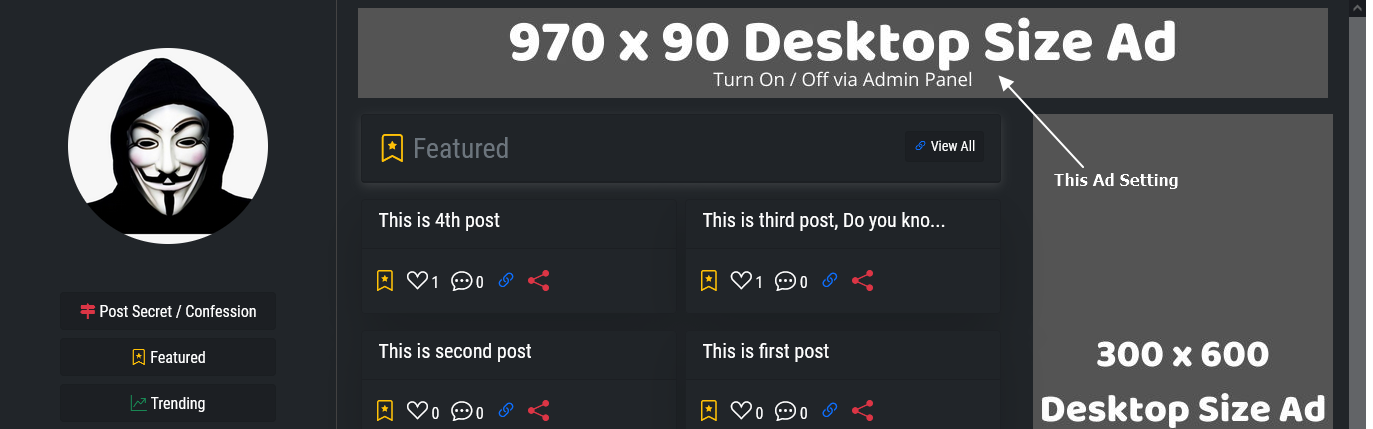 970 x 90 Desktop Size Ad
Turn On / Off via Admin Panel
This Ad Setting
Featured
View All
This is 4th post
1 0
This is third post, Do you kno...
1 0
This is second post
0 0
This is first post
0 0
Post Secret / Confession
Featured
Trending
300 x 600
Desktop Size Ad